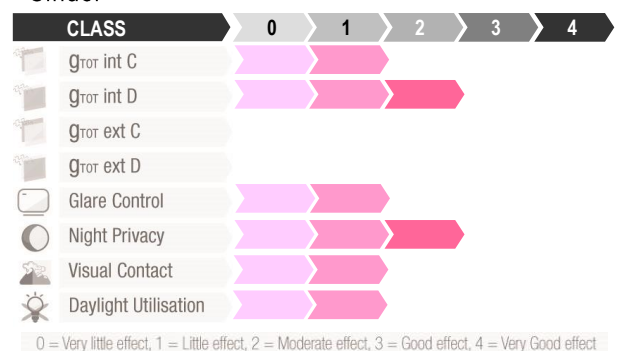 CLASS 0 1 2 3 4
gTOT int C
gTOT int D
gTOT ext C
gTOT ext D
Glare Control
Night Privacy
Visual Contact
Daylight Utilisation
0 = Very little effect, 1 = Little effect, 2 = Moderate effect, 3 = Good effect, 4 = Very Good effect